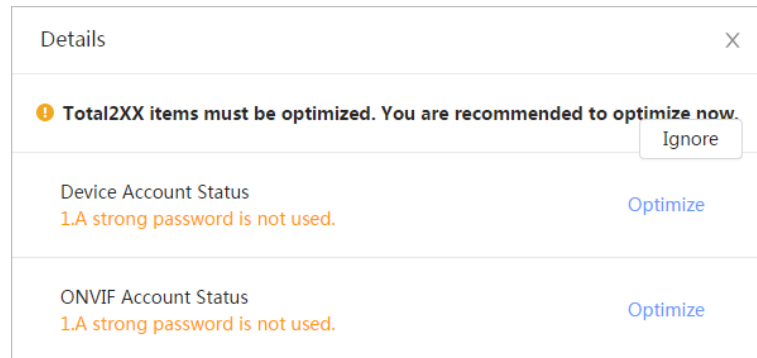 Details
Total2XX items must be optimized. You are recommended to optimize now.
Ignore
Device Account Status
1.A strong password is not used.
Optimize
ONVIF Account Status
1.A strong password is not used.
Optimize